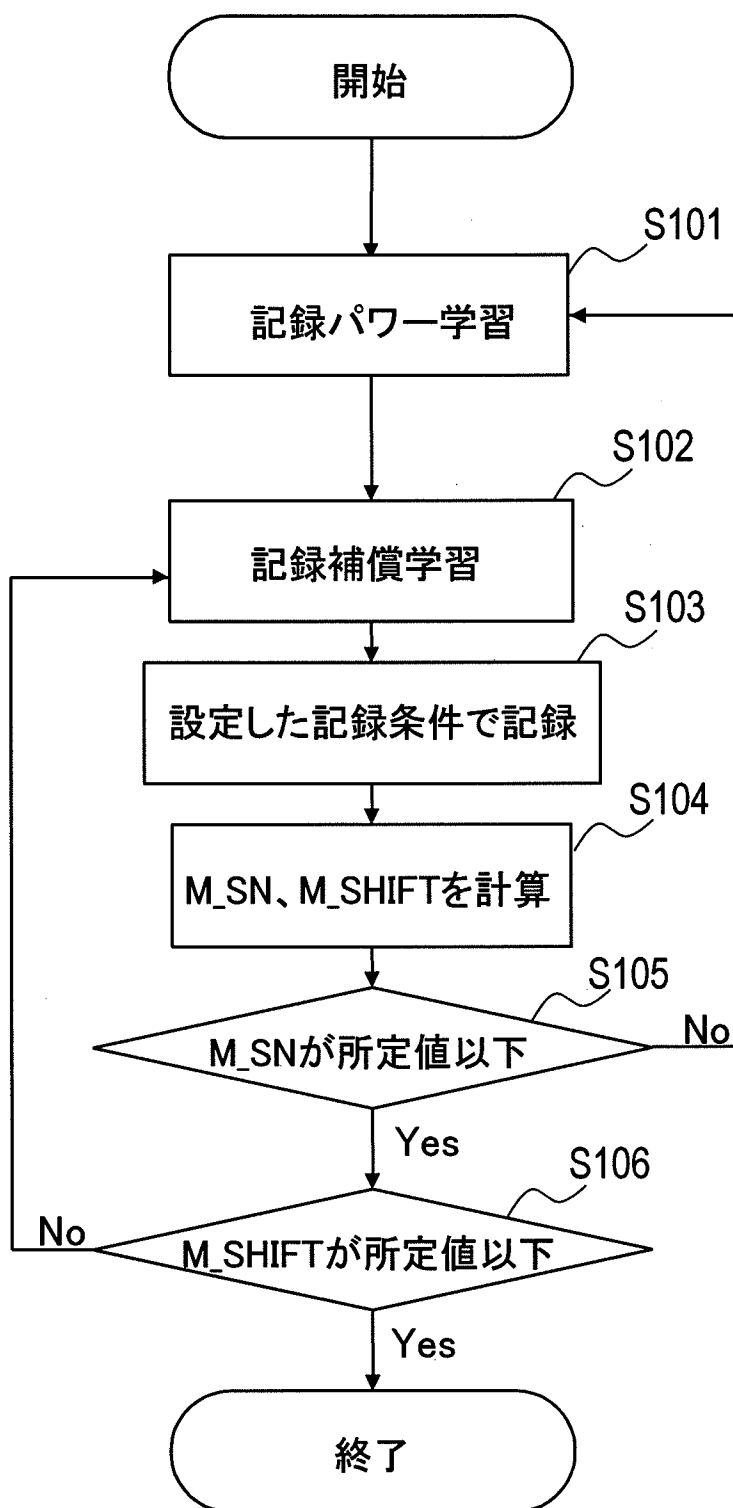 開始
S101
記録パワー学習
S102
記録補償学習
S103
設定した記録条件で記録
S104
M_SN、M_SHIFTを計算
S105
M_SNが所定値以下
No
Yes
S106
No
M_SHIFTが所定値以下
Yes
終了